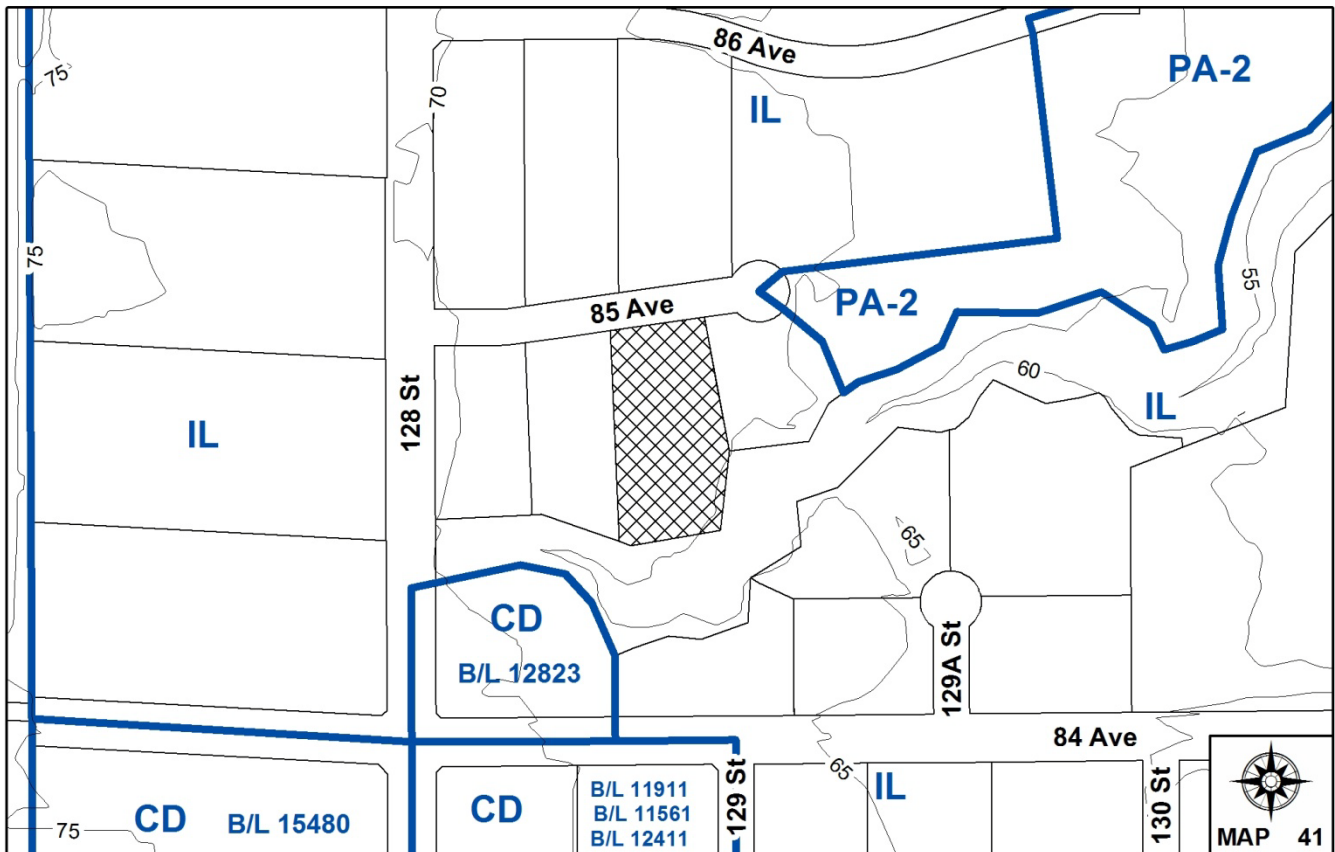 86 Ave
75
70
IL
PA-2
75
55
85 Ave
PA-2
60
128 St
IL
IL
65
CD
B/L 12823
129A St
84 Ave
65
75
CD
B/L 15480
CD
B/L 11911
B/L 11561
B/L 12411
129 St
IL
130 St
MAP 41